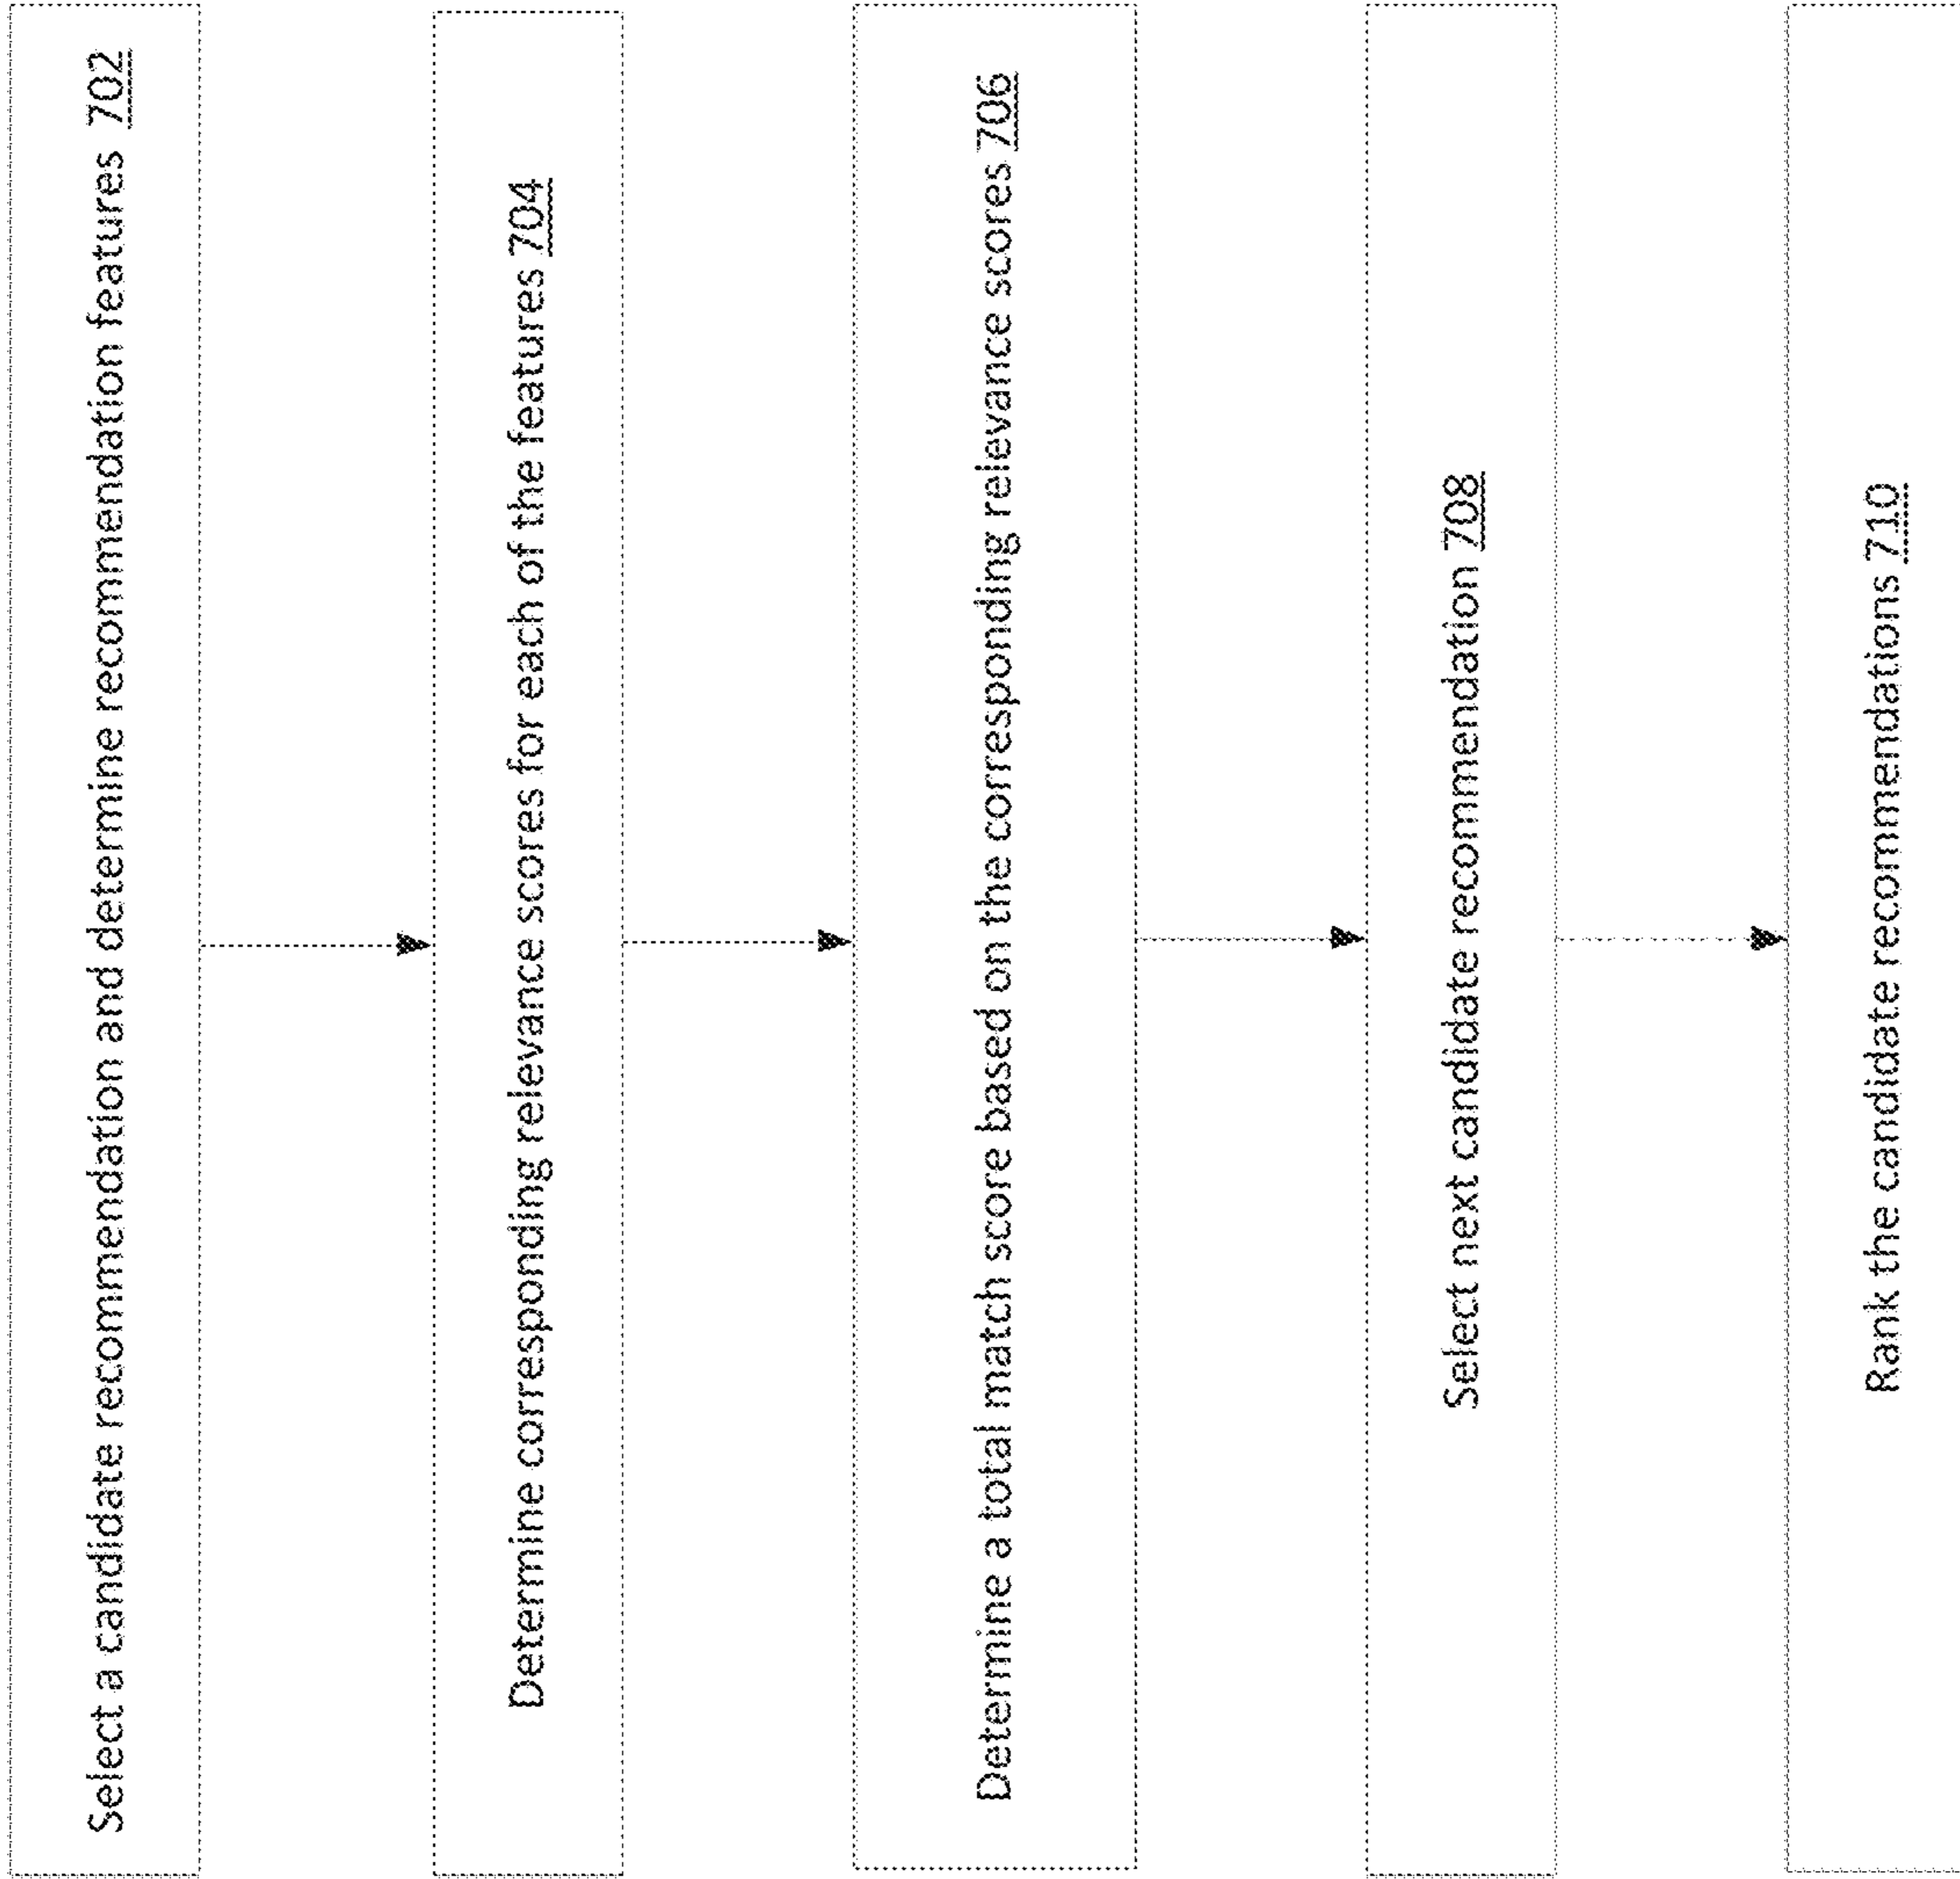 Select a candidate recommendation and determine recommendation features 702
Determine corresponding relevance scores for each of the features 704
Determine a total match score based on the corresponding relevance scores 706
Select next candidate recommendation 708
Rank the candidate recommendations 710